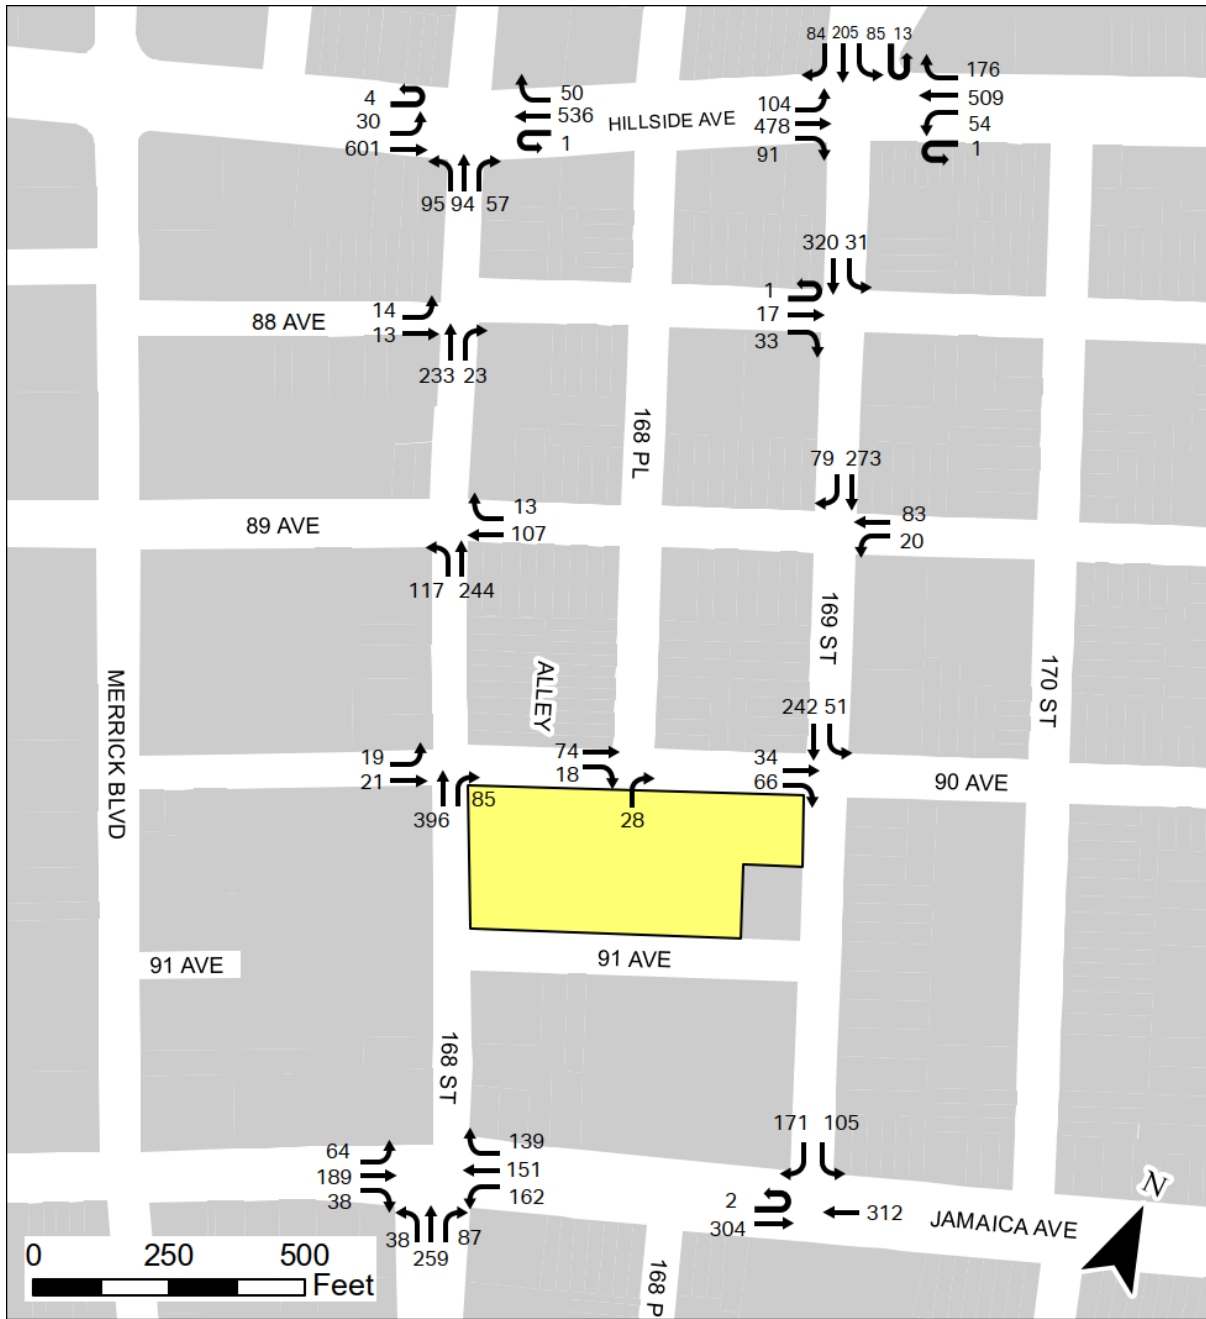 84 205 85 13
176
509
54
1
104
478
91
HILLSIDE AVE
4
30
601
50
536
1
95 94 57
320 31
1
17
33
14
13
88 AVE
233 23
168 PL
79 273
83
20
13
107
89 AVE
117 244
169 ST
170 ST
ALLEY
MERRICK BLVD
242 51
34
66
90 AVE
74
18
28
19
21
85
396
91 AVE
91 AVE
168 ST
171 105
2
304
312
JAMAICA AVE
N
64
189
38
139
151
162
38 259 87
168 P
0 250 500
Feet